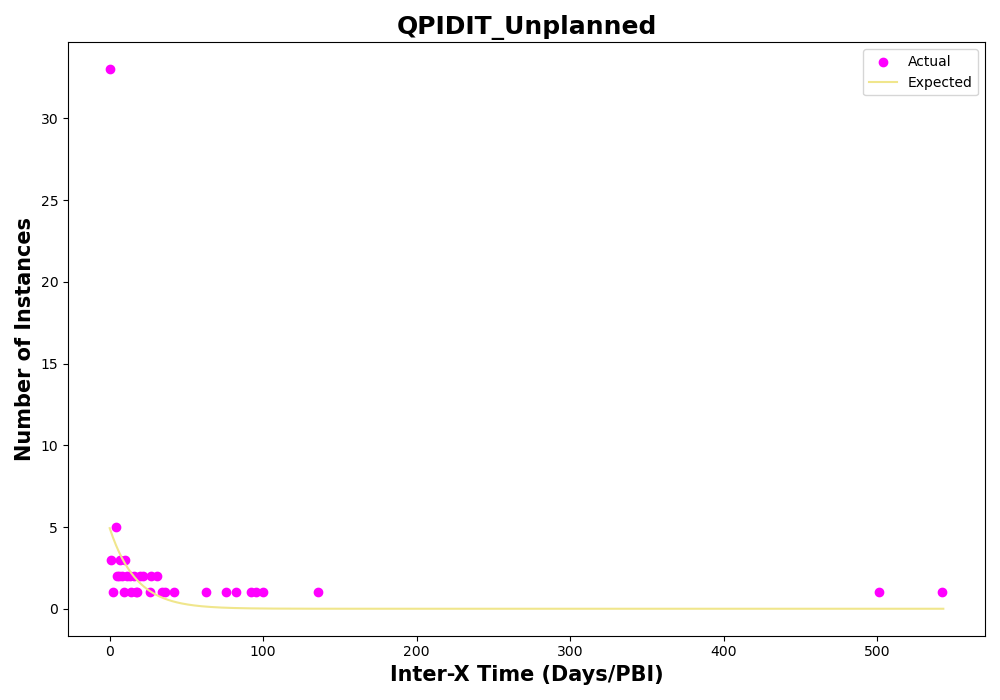 QPIDIT_Unplanned
Actual
Expected
Number of Instances
30
25
20
15
10
5
0
0 100 200 300 400 500
Inter-X Time (Days/PBI)